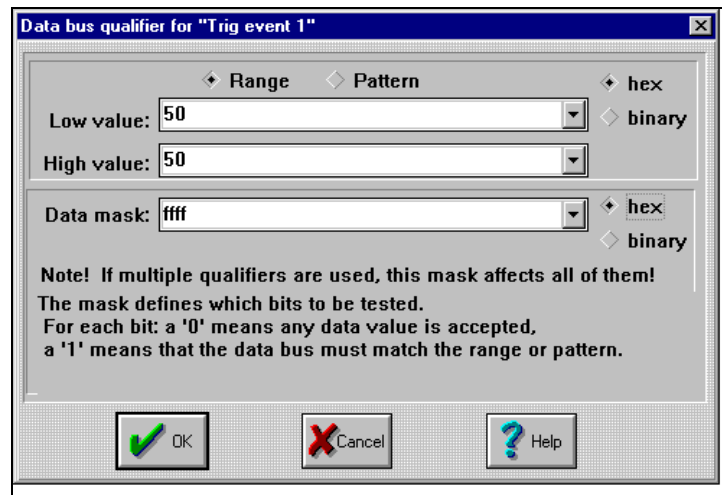 Data bus qualifier for "Trig event 1"
Range Pattern hex
Low value: 50 binary
High value: 50
Data mask: ffff hex
binary
Note! If multiple qualifiers are used, this mask affects all of them!
The mask defines which bits to be tested.
For each bit: a '0' means any data value is accepted,
a '1' means that the data bus must match the range or pattern.
OK Cancel Help